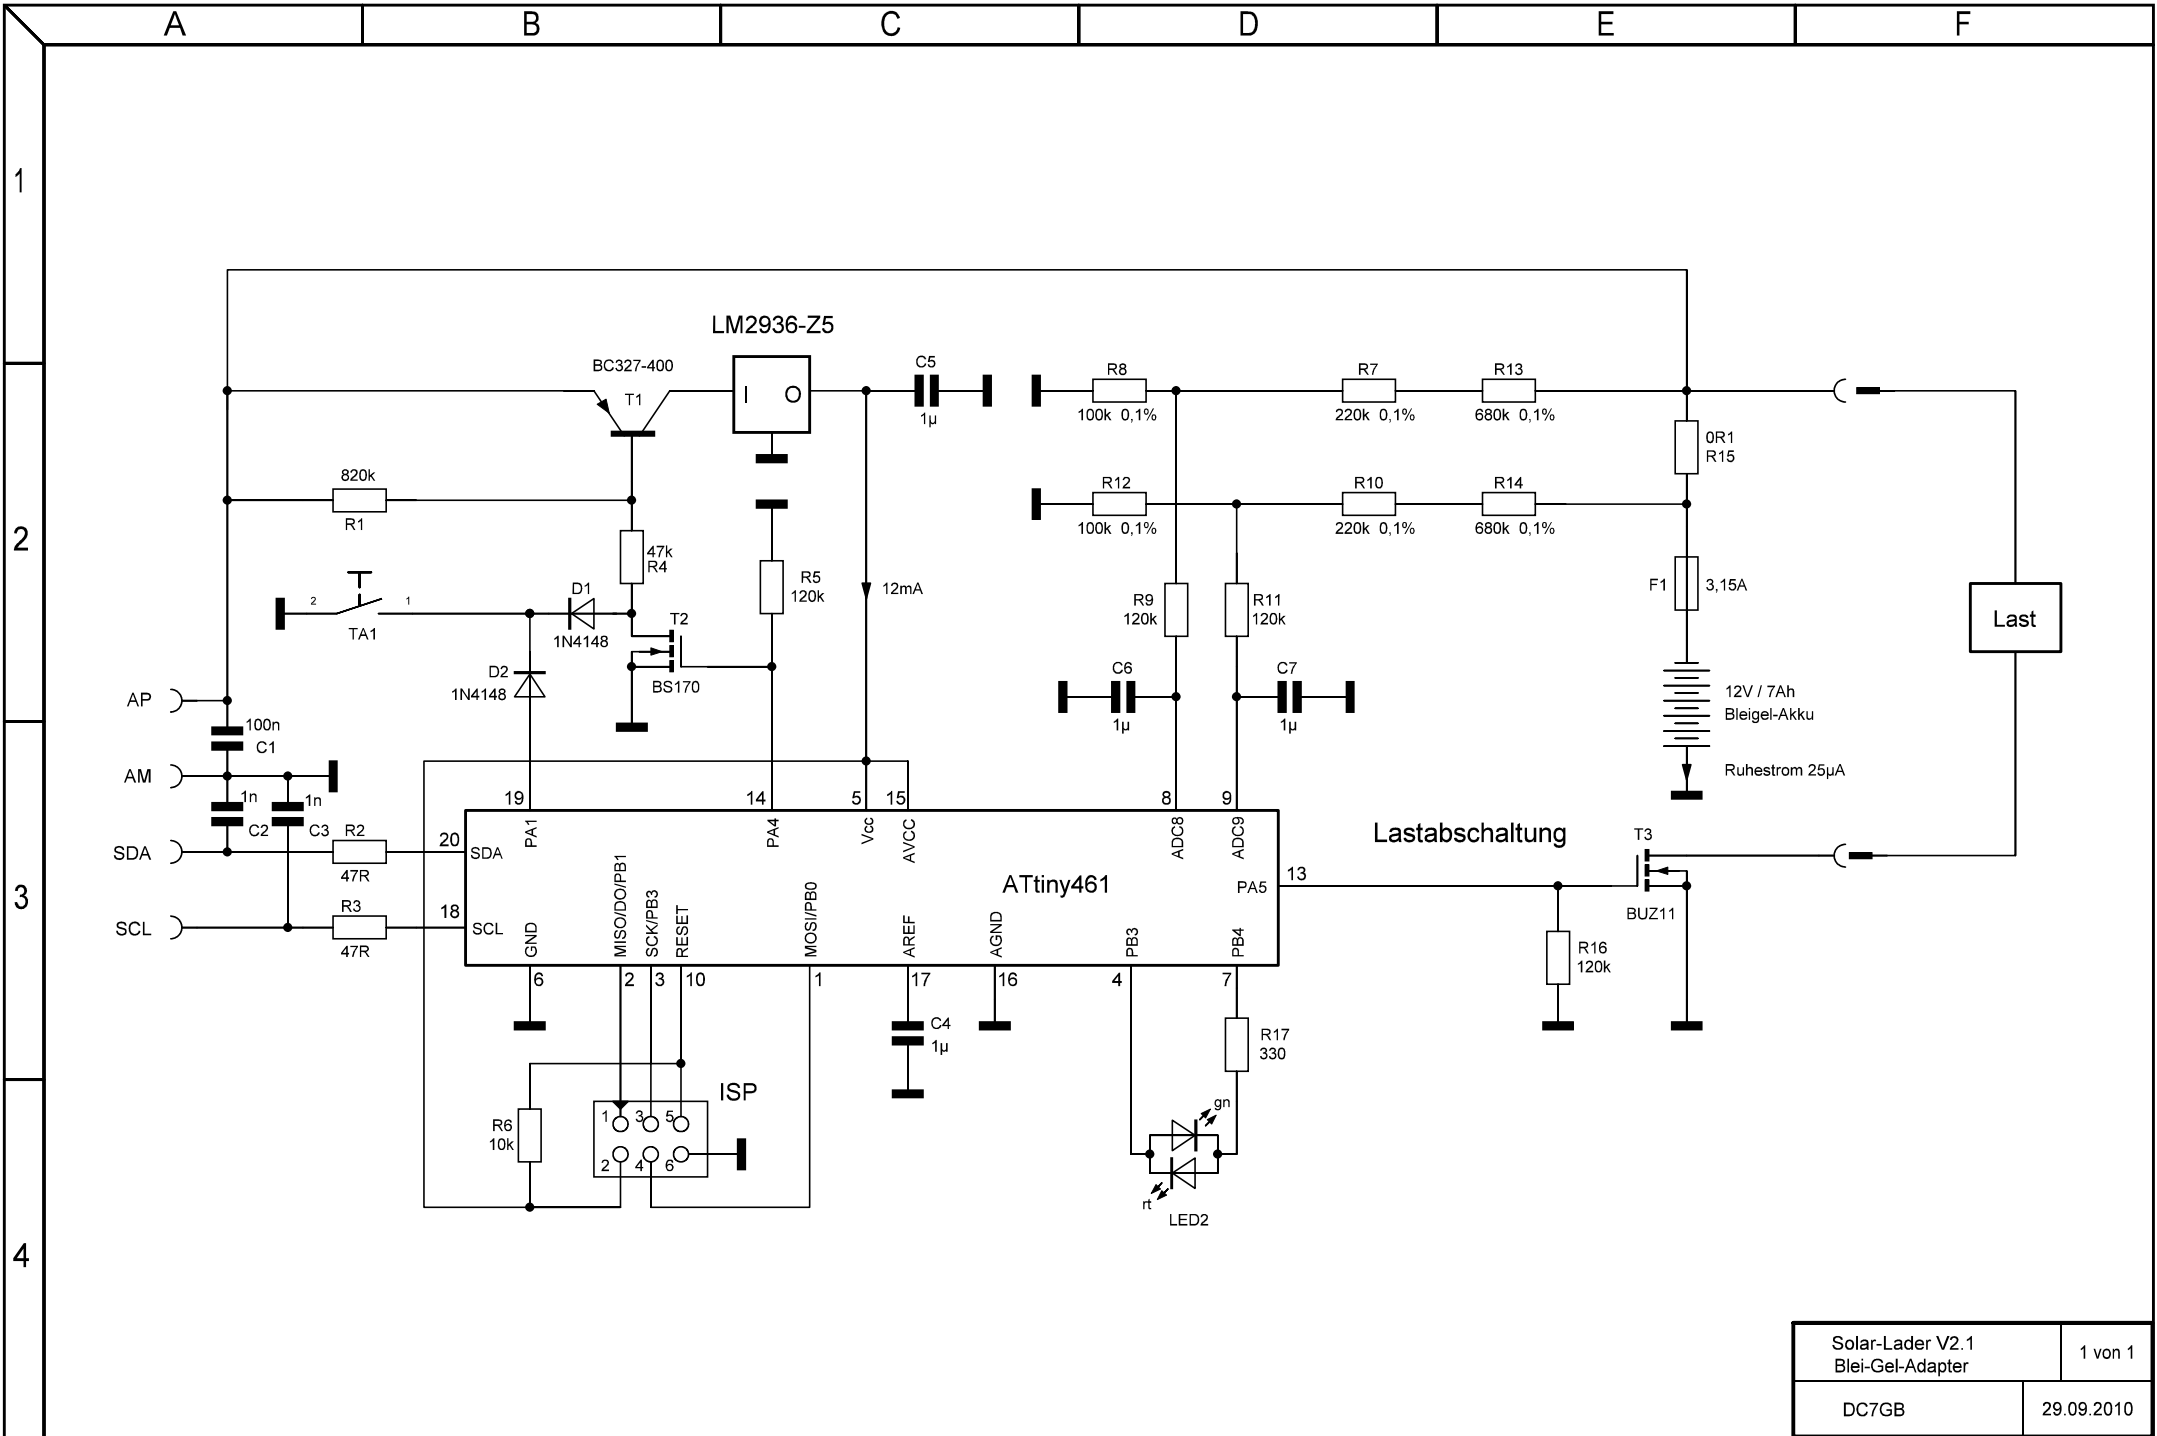 A B C D E F
1
LM2936-Z5
BC327-400
T1
I O
C5
1µ
R8
100k 0,1%
R7
220k 0,1%
R13
680k 0,1%
0R1
R15
2
820k
R1
47k
R4
R12
100k 0,1%
R10
220k 0,1%
R14
680k 0,1%
2 1
TA1
D1
1N4148
T2
BS170
R5
120k
12mA
R9
120k
R11
120k
F1 3,15A
Last
D2
1N4148
C6
1µ
C7
1µ
12V / 7Ah
Bleigel-Akku
Ruhestrom 25µA
AP
100n
C1
AM
1n
C2
1n
C3
3
SDA
R2
47R
SCL
R3
47R
19 14 5 15 8 9
PA1 PA4 Vcc AVCC ADC8 ADC9
20 SDA
18 SCL
ATtiny461
PA5 13
GND MISO/DO/PB1 SCK/PB3 RESET MOSI/PB0 AREF AGND PB3 PB4
6 2 3 10 1 17 16 4 7
Lastabschaltung
T3
BUZ11
R16
120k
C4
1µ
R17
330
ISP
1 3 5
2 4 6
R6
10k
gn
rt
LED2
4
Solar-Lader V2.1
Blei-Gel-Adapter
1 von 1
DC7GB
29.09.2010